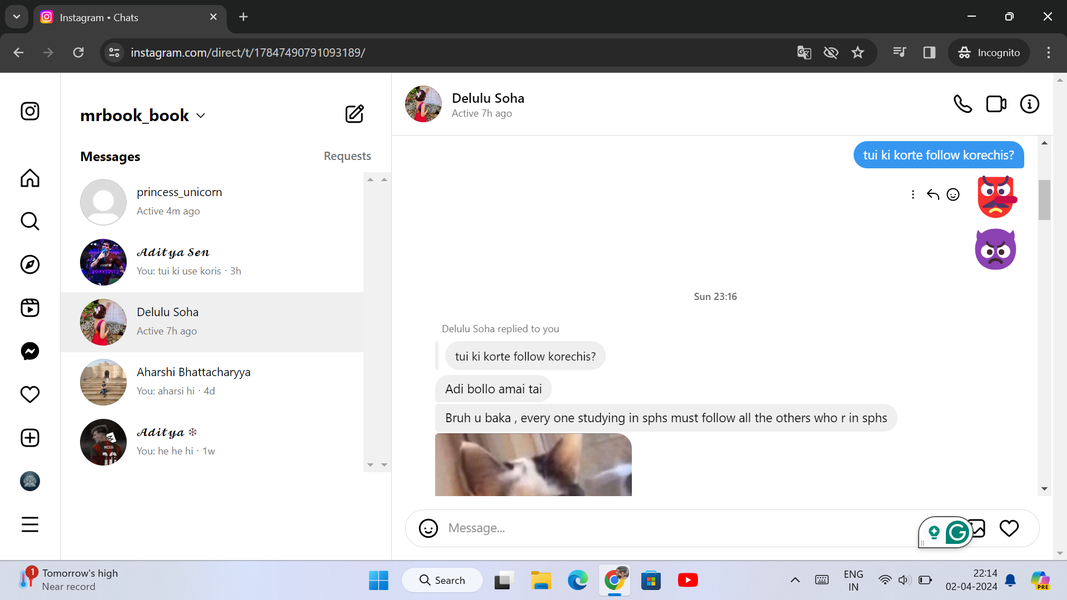 Instagram • Chats
instagram.com/direct/t/17847490791093189/
Incognito
mrbook_book
Messages
Requests
princess_unicorn
Active 4m ago
𝓐𝓭𝓲𝓽𝔂𝓪 𝓢𝓮𝓷
You: tui ki use koris · 3h
Delulu Soha
Active 7h ago
Aharshi Bhattacharyya
You: aharsi hi · 4d
𝓐𝓭𝓲𝓽𝔂𝓪 ❄
You: he he hi · 1w
Delulu Soha
Active 7h ago
tui ki korte follow korechis?
Sun 23:16
Delulu Soha replied to you
tui ki korte follow korechis?
Adi bollo amai tai
Bruh u baka , every one studying in sphs must follow all the others who r in sphs
Message...
1
Tomorrow's high
Near record
Search
PRE
ENG
IN
22:14
02-04-2024